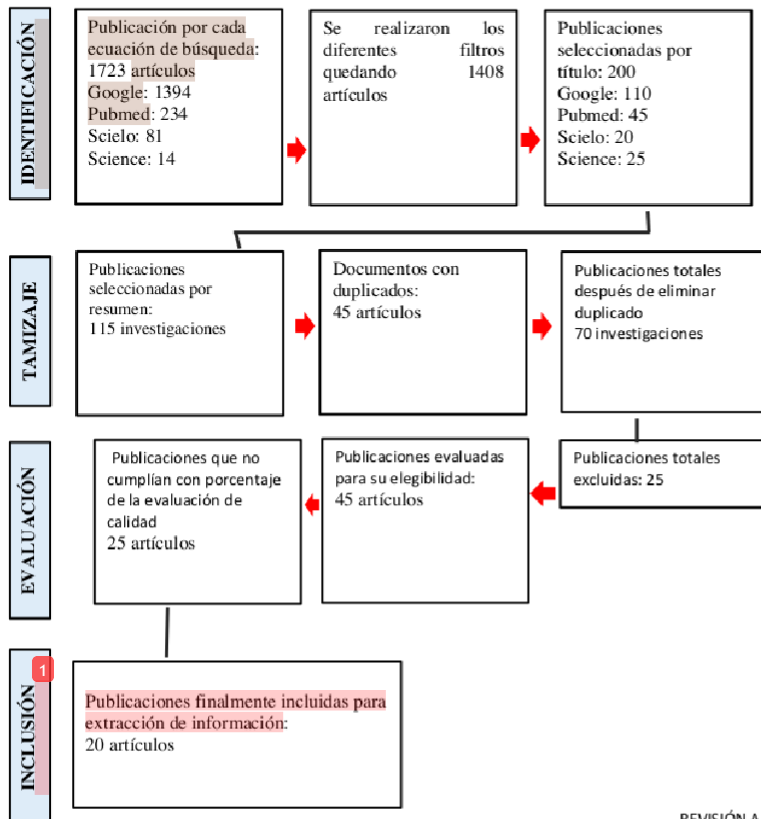 IDENTIFICACIÓN
Publicación por cada
ecuación de búsqueda:
1723 artículos
Google: 1394
Pubmed: 234
Scielo: 81
Science: 14
Se realizaron los
diferentes filtros
quedando 1408
artículos
Publicaciones
seleccionadas por
título: 200
Google: 110
Pubmed: 45
Scielo: 20
Science: 25
TAMIZAJE
Publicaciones
seleccionadas por
resumen:
115 investigaciones
Documentos con
duplicados:
45 artículos
Publicaciones totales
después de eliminar
duplicado
70 investigaciones
EVALUACIÓN
Publicaciones que no
cumplían con porcentaje
de la evaluación de
calidad
25 artículos
Publicaciones evaluadas
para su elegibilidad:
45 artículos
Publicaciones totales
excluidas: 25
INCLUSIÓN
1
Publicaciones finalmente incluidas para
extracción de información:
20 artículos
REVISIÓN A